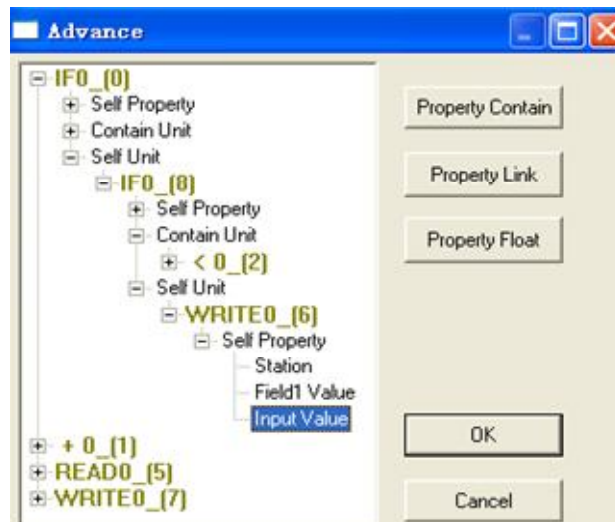 Advance
IF0_(0)
Self Property
Contain Unit
Self Unit
IF0_(8)
Self Property
Contain Unit
< 0_(2)
Self Unit
WRITE0_(6)
Self Property
Station
Field1 Value
Input Value
+ 0_(1)
READ0_(5)
WRITE0_(7)
Property Contain
Property Link
Property Float
OK
Cancel